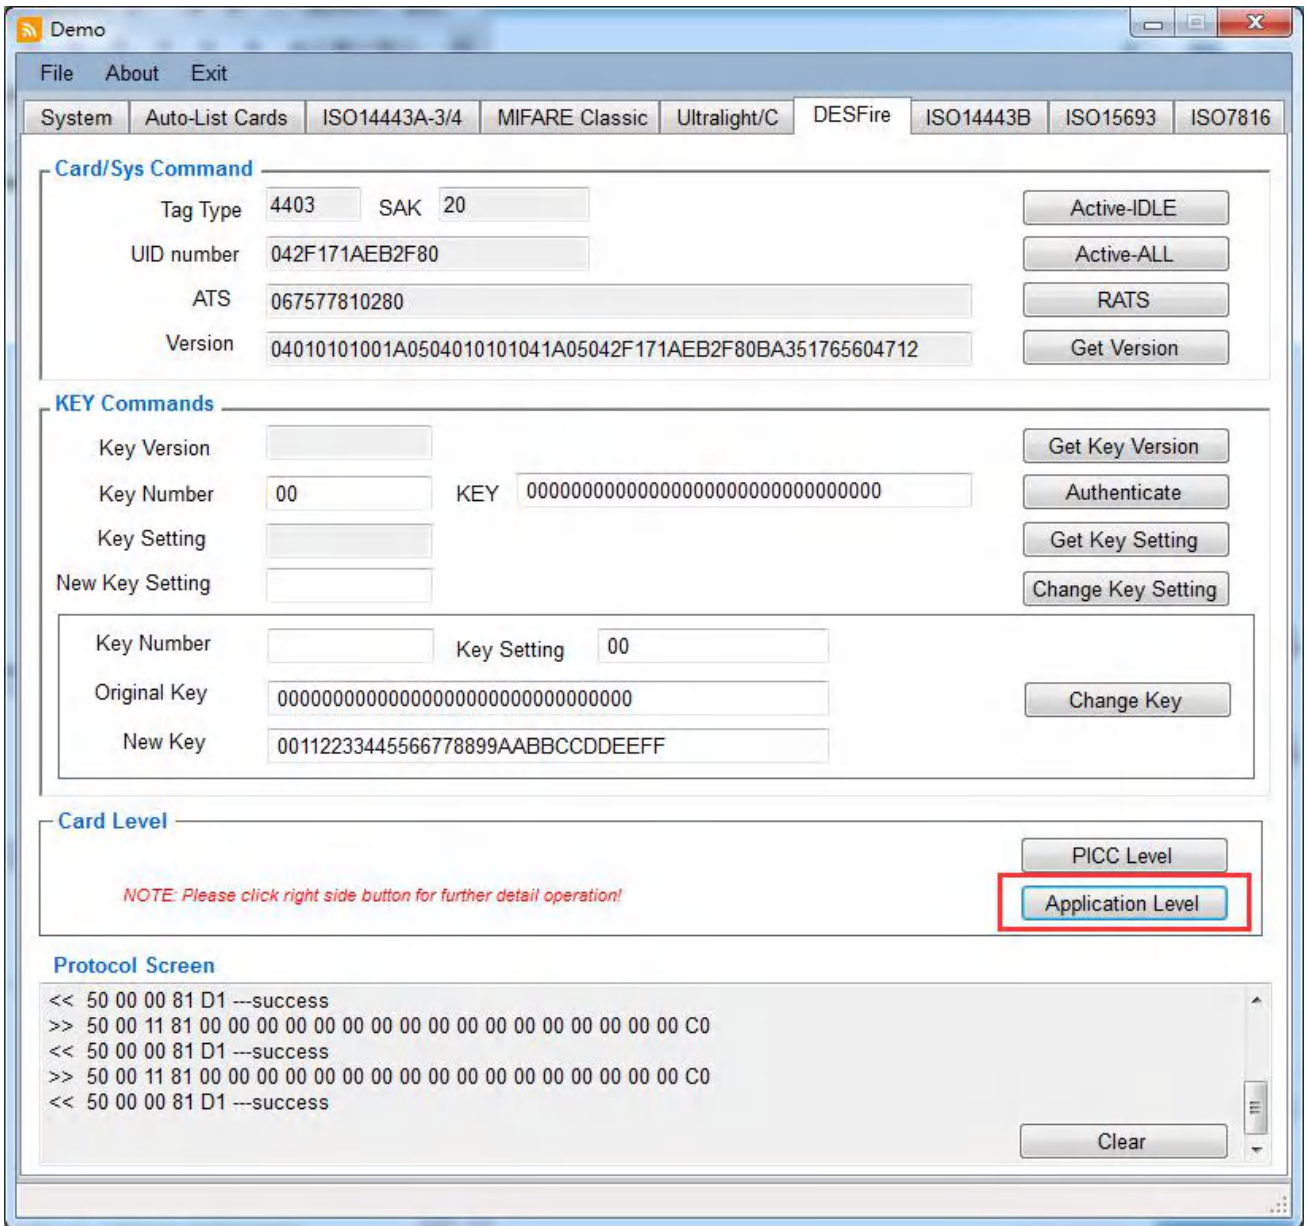 Demo
File About Exit
System Auto-List Cards ISO14443A-3/4 MIFARE Classic Ultralight/C DESFire ISO14443B ISO15693 ISO7816
Card/Sys Command
Tag Type 4403 SAK 20 Active-IDLE
UID number 042F171AEB2F80 Active-ALL
ATS 067577810280 RATS
Version 04010101001A0504010101041A05042F171AEB2F80BA351765604712 Get Version
KEY Commands
Key Version Get Key Version
Key Number 00 KEY 00000000000000000000000000000000 Authenticate
Key Setting Get Key Setting
New Key Setting Change Key Setting
Key Number Key Setting 00
Original Key 00000000000000000000000000000000 Change Key
New Key 00112233445566778899AABBCCDDEEFF
Card Level
PICC Level
NOTE: Please click right side button for further detail operation!
Application Level
Protocol Screen
<< 50 00 00 81 D1 ---success
>> 50 00 11 81 00 00 00 00 00 00 00 00 00 00 00 00 00 00 00 00 00 C0
<< 50 00 00 81 D1 ---success
>> 50 00 11 81 00 00 00 00 00 00 00 00 00 00 00 00 00 00 00 00 00 C0
<< 50 00 00 81 D1 ---success
Clear